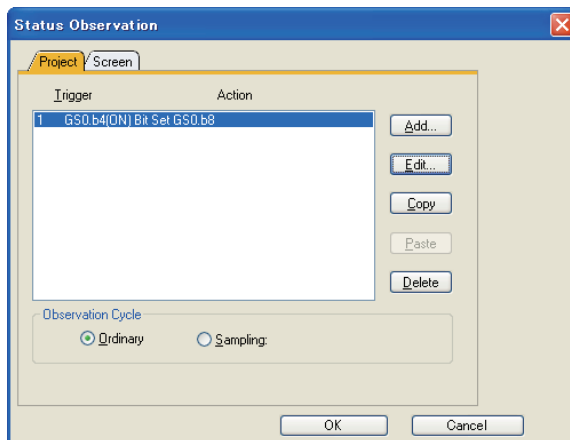 Status Observation
Project Screen
Trigger Action
1 GS0.b4(ON) Bit Set GS0.b8
Add...
Edit...
Copy
Paste
Delete
Observation Cycle
Ordinary Sampling:
OK Cancel